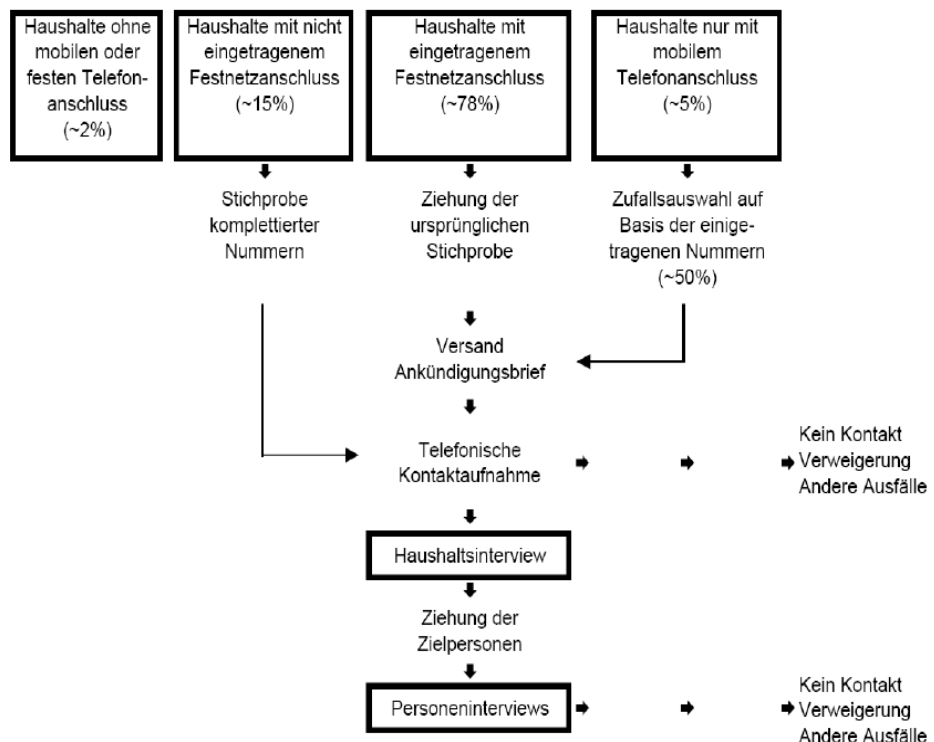 Haushalte ohne
mobilen oder
festen Telefon-
anschluss
(~2%)
Haushalte mit nicht
eingetragenem
Festnetzanschluss
(~15%)
Haushalte mit
eingetragenem
Festnetzanschluss
(~78%)
Haushalte nur mit
mobilem
Telefonanschluss
(~5%)
Stichprobe
komplettierter
Nummern
Ziehung der
ursprünglichen
Stichprobe
Zufallsauswahl auf
Basis der einige-
tragenen Nummern
(~50%)
Versand
Ankündigungsbrief
Telefonische
Kontaktaufnahme
Kein Kontakt
Verweigerung
Andere Ausfälle
Haushaltsinterview
Ziehung der
Zielpersonen
Personeninterviews
Kein Kontakt
Verweigerung
Andere Ausfälle